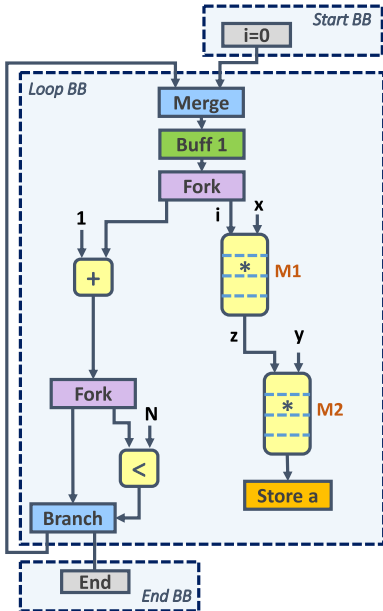 Start BB
i=0
Loop BB
Merge
Buff 1
Fork
1
i
x
+
*
M1
z
y
Fork
N
*
M2
<
Store a
Branch
End
End BB